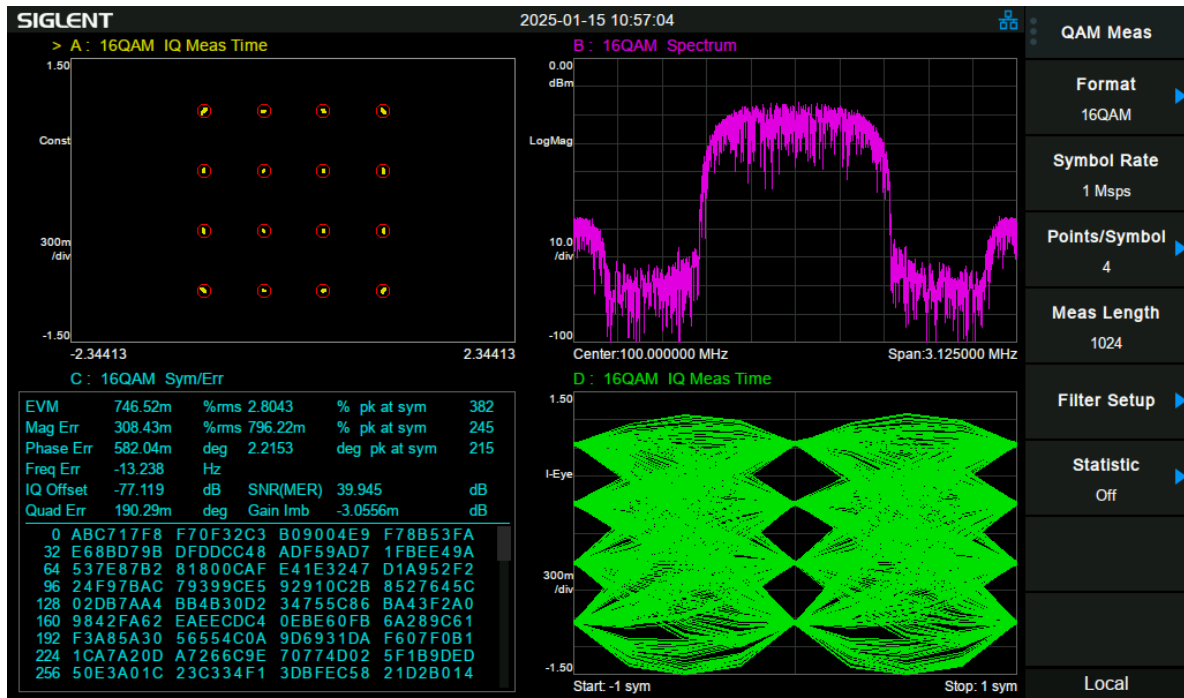 SIGLENT
2025-01-15 10:57:04
> A : 16QAM IQ Meas Time
1.50
Const
300m
/div
-1.50
-2.34413 2.34413
B : 16QAM Spectrum
0.00
dBm
LogMag
10.0
/div
-100
Center:100.000000 MHz Span:3.125000 MHz
C : 16QAM Sym/Err
EVM 746.52m %rms 2.8043 % pk at sym 382
Mag Err 308.43m %rms 796.22m % pk at sym 245
Phase Err 582.04m deg 2.2153 deg pk at sym 215
Freq Err -13.238 Hz
IQ Offset -77.119 dB SNR(MER) 39.945 dB
Quad Err 190.29m deg Gain Imb -3.0556m dB
0 ABC717F8 F70F32C3 B09004E9 F78B53FA
32 E68BD79B DFDDCC48 ADF59AD7 1FBEE49A
64 537E87B2 81800CAF E41E3247 D1A952F2
96 24F97BAC 79399CE5 92910C2B 8527645C
128 02DB7AA4 BB4B30D2 34755C86 BA43F2A0
160 9842FA62 EAEECDC4 0EBE60FB 6A289C61
192 F3A85A30 56554C0A 9D6931DA F607F0B1
224 1CA7A20D A7266C9E 70774D02 5F1B9DED
256 50E3A01C 23C334F1 3DBFEC58 21D2B014
D : 16QAM IQ Meas Time
1.50
I-Eye
300m
/div
-1.50
Start: -1 sym Stop: 1 sym
QAM Meas
Format
16QAM
Symbol Rate
1 Msps
Points/Symbol
4
Meas Length
1024
Filter Setup
Statistic
Off
Local